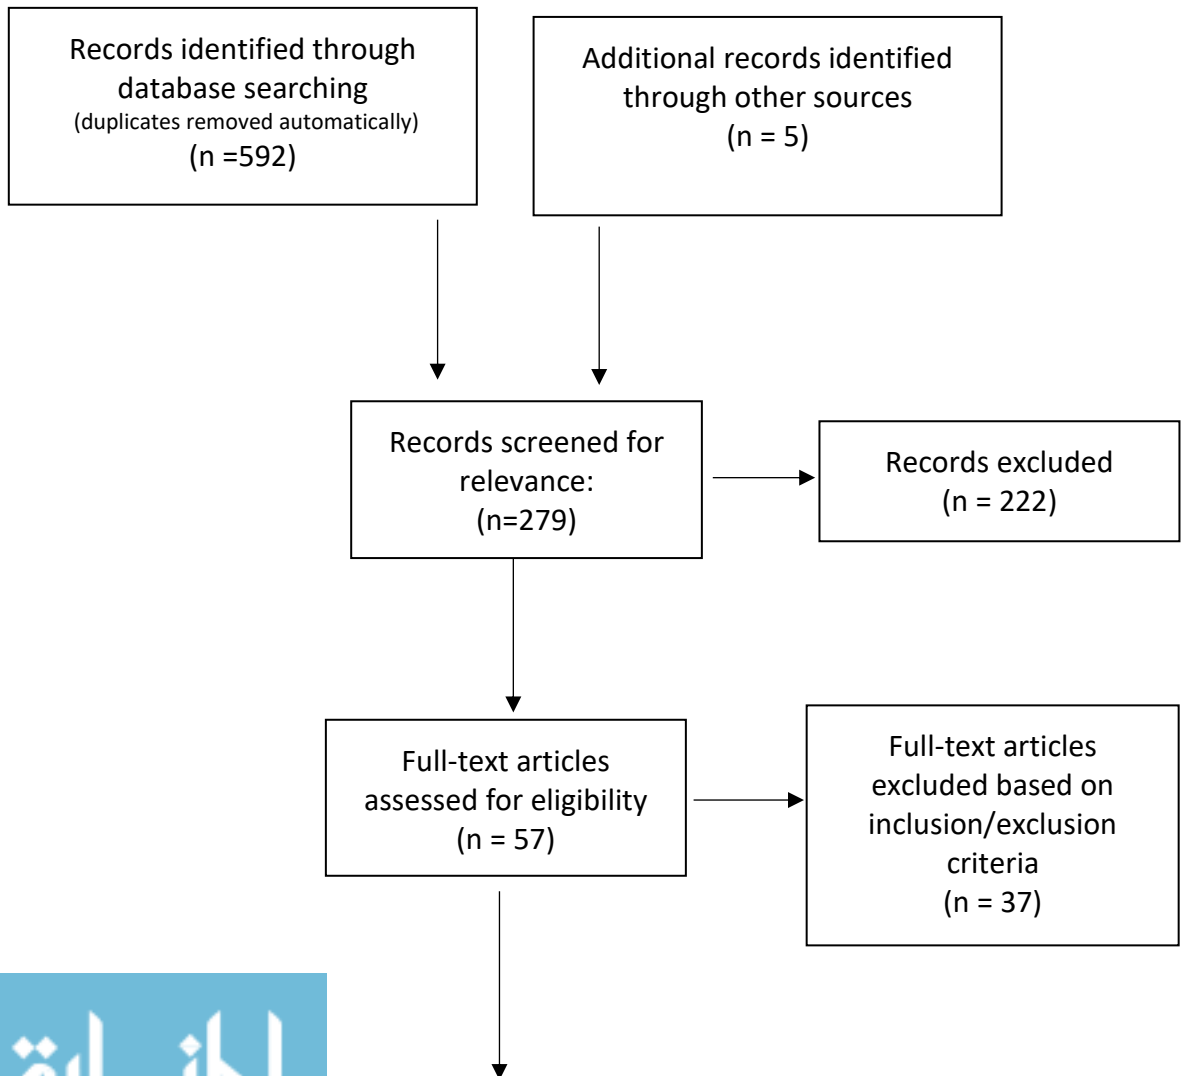 Records identified through
database searching
(duplicates removed automatically)
(n =592)
Additional records identified
through other sources
(n = 5)
Records screened for
relevance:
(n=279)
Records excluded
(n = 222)
Full-text articles
assessed for eligibility
(n = 57)
Full-text articles
excluded based on
inclusion/exclusion
criteria
(n = 37)